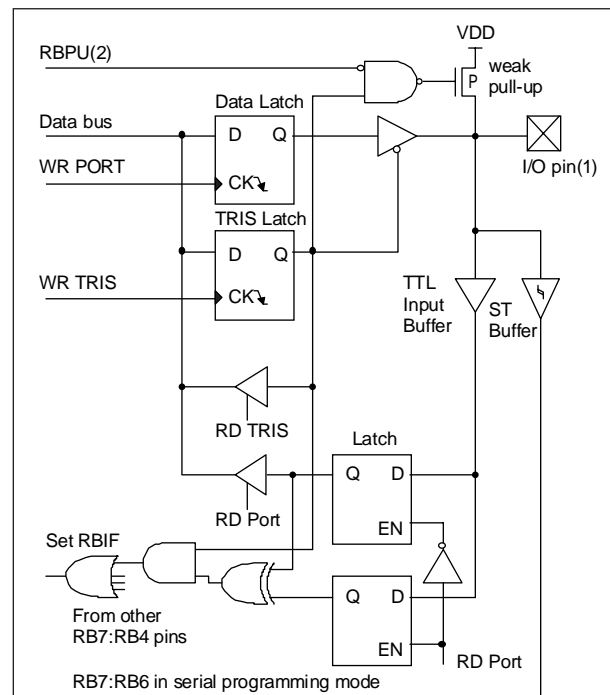 VDD
RBPU(2)
P
weak
pull-up
Data Latch
Data bus
D
Q
I/O pin(1)
WR PORT
CK
TRIS Latch
D
Q
WR TRIS
CK
TTL
Input
Buffer
ST
Buffer
RD TRIS
Latch
Q
D
RD Port
EN
Set RBIF
Q
D
From other
RB7:RB4 pins
EN
RD Port
RB7:RB6 in serial programming mode